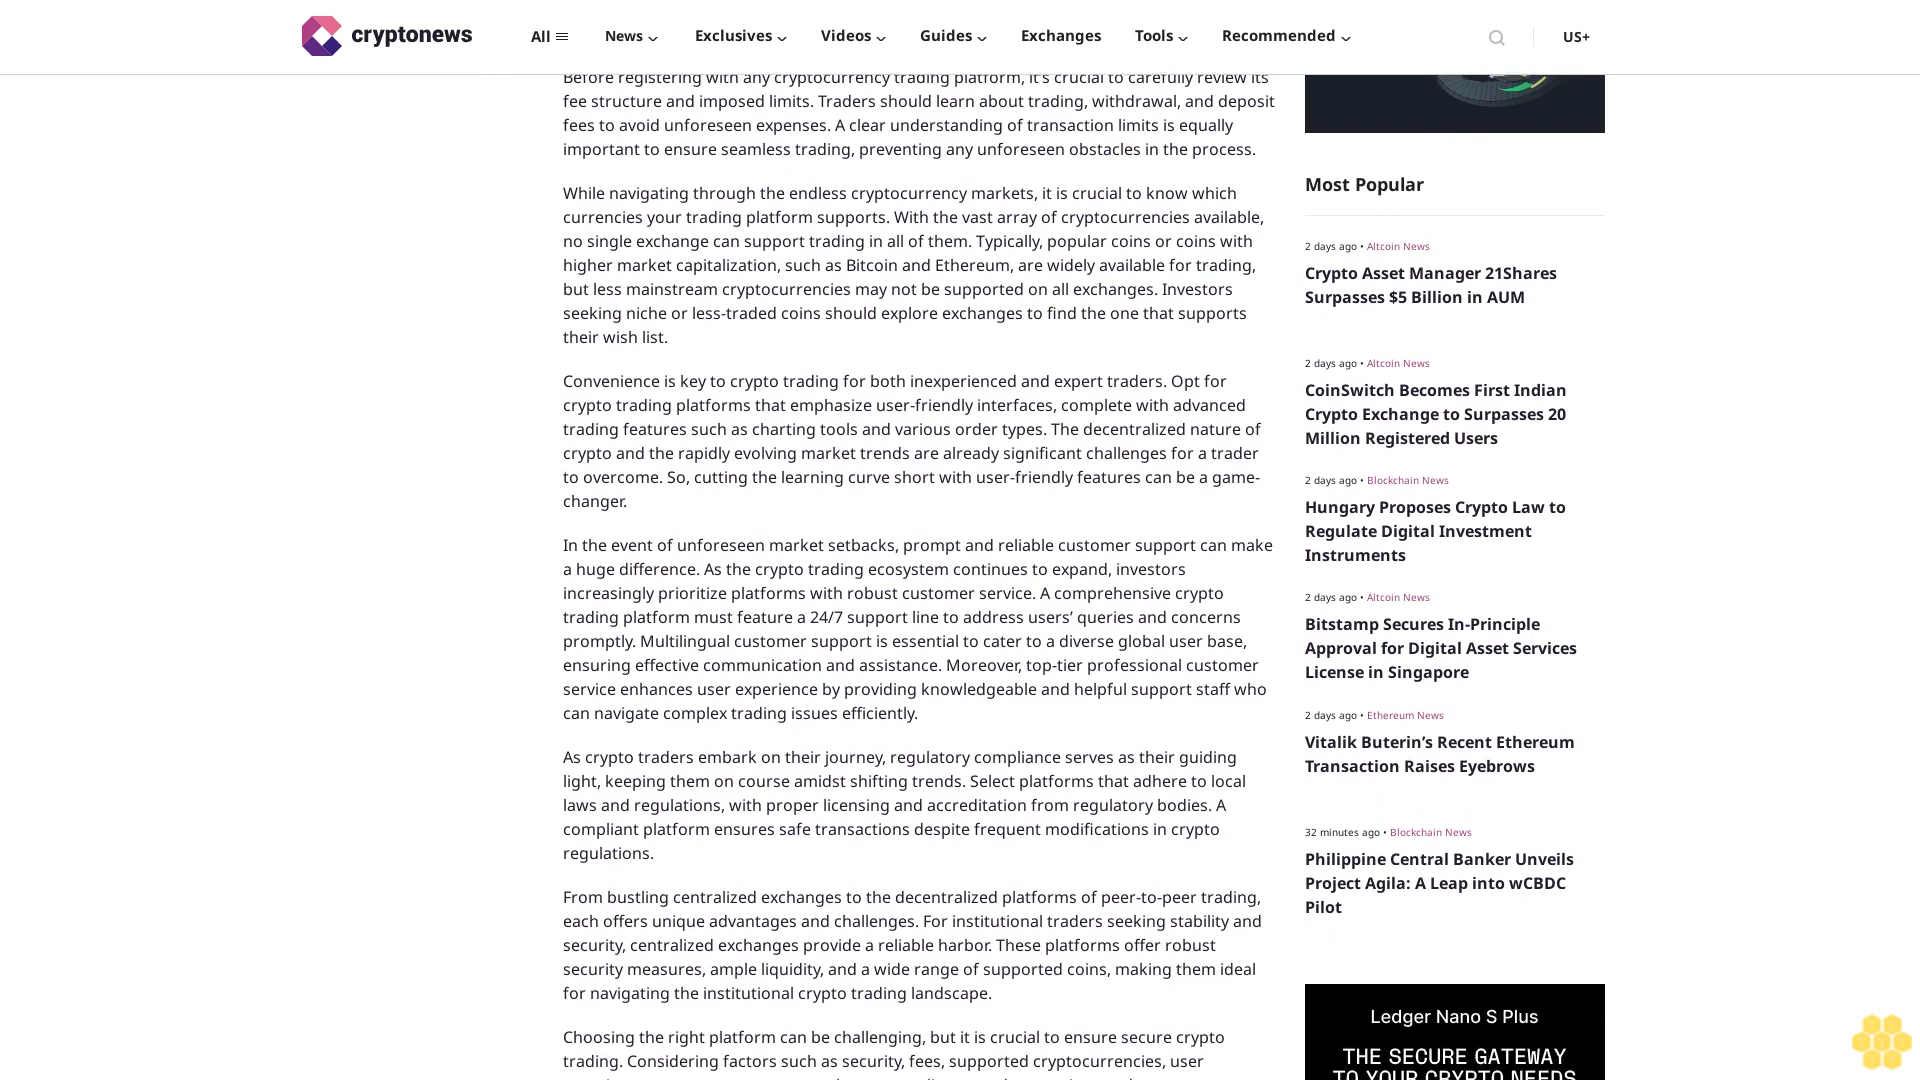 cryptonews
All
News
Exclusives
Videos
Guides
Exchanges
Tools
Recommended
US+
Before registering with any cryptocurrency trading platform, it's crucial to carefully review its
fee structure and imposed limits. Traders should learn about trading, withdrawal, and deposit
fees to avoid unforeseen expenses. A clear understanding of transaction limits is equally
important to ensure seamless trading, preventing any unforeseen obstacles in the process.
While navigating through the endless cryptocurrency markets, it is crucial to know which
currencies your trading platform supports. With the vast array of cryptocurrencies available,
no single exchange can support trading in all of them. Typically, popular coins or coins with
higher market capitalization, such as Bitcoin and Ethereum, are widely available for trading,
but less mainstream cryptocurrencies may not be supported on all exchanges. Investors
seeking niche or less-traded coins should explore exchanges to find the one that supports
their wish list.
Convenience is key to crypto trading for both inexperienced and expert traders. Opt for
crypto trading platforms that emphasize user-friendly interfaces, complete with advanced
trading features such as charting tools and various order types. The decentralized nature of
crypto and the rapidly evolving market trends are already significant challenges for a trader
to overcome. So, cutting the learning curve short with user-friendly features can be a game-
changer.
In the event of unforeseen market setbacks, prompt and reliable customer support can make
a huge difference. As the crypto trading ecosystem continues to expand, investors
increasingly prioritize platforms with robust customer service. A comprehensive crypto
trading platform must feature a 24/7 support line to address users’ queries and concerns
promptly. Multilingual customer support is essential to cater to a diverse global user base,
ensuring effective communication and assistance. Moreover, top-tier professional customer
service enhances user experience by providing knowledgeable and helpful support staff who
can navigate complex trading issues efficiently.
As crypto traders embark on their journey, regulatory compliance serves as their guiding
light, keeping them on course amidst shifting trends. Select platforms that adhere to local
laws and regulations, with proper licensing and accreditation from regulatory bodies. A
compliant platform ensures safe transactions despite frequent modifications in crypto
regulations.
From bustling centralized exchanges to the decentralized platforms of peer-to-peer trading,
each offers unique advantages and challenges. For institutional traders seeking stability and
security, centralized exchanges provide a reliable harbor. These platforms offer robust
security measures, ample liquidity, and a wide range of supported coins, making them ideal
for navigating the institutional crypto trading landscape.
Choosing the right platform can be challenging, but it is crucial to ensure secure crypto
trading. Considering factors such as security, fees, supported cryptocurrencies, user
Most Popular
2 days ago • Altcoin News
Crypto Asset Manager 21Shares
Surpasses $5 Billion in AUM
2 days ago • Altcoin News
CoinSwitch Becomes First Indian
Crypto Exchange to Surpasses 20
Million Registered Users
2 days ago • Blockchain News
Hungary Proposes Crypto Law to
Regulate Digital Investment
Instruments
2 days ago • Altcoin News
Bitstamp Secures In-Principle
Approval for Digital Asset Services
License in Singapore
2 days ago • Ethereum News
Vitalik Buterin’s Recent Ethereum
Transaction Raises Eyebrows
32 minutes ago • Blockchain News
Philippine Central Banker Unveils
Project Agila: A Leap into wCBDC
Pilot
Ledger Nano S Plus
THE SECURE GATEWAY
TO YOUR CRYPTO NEEDS